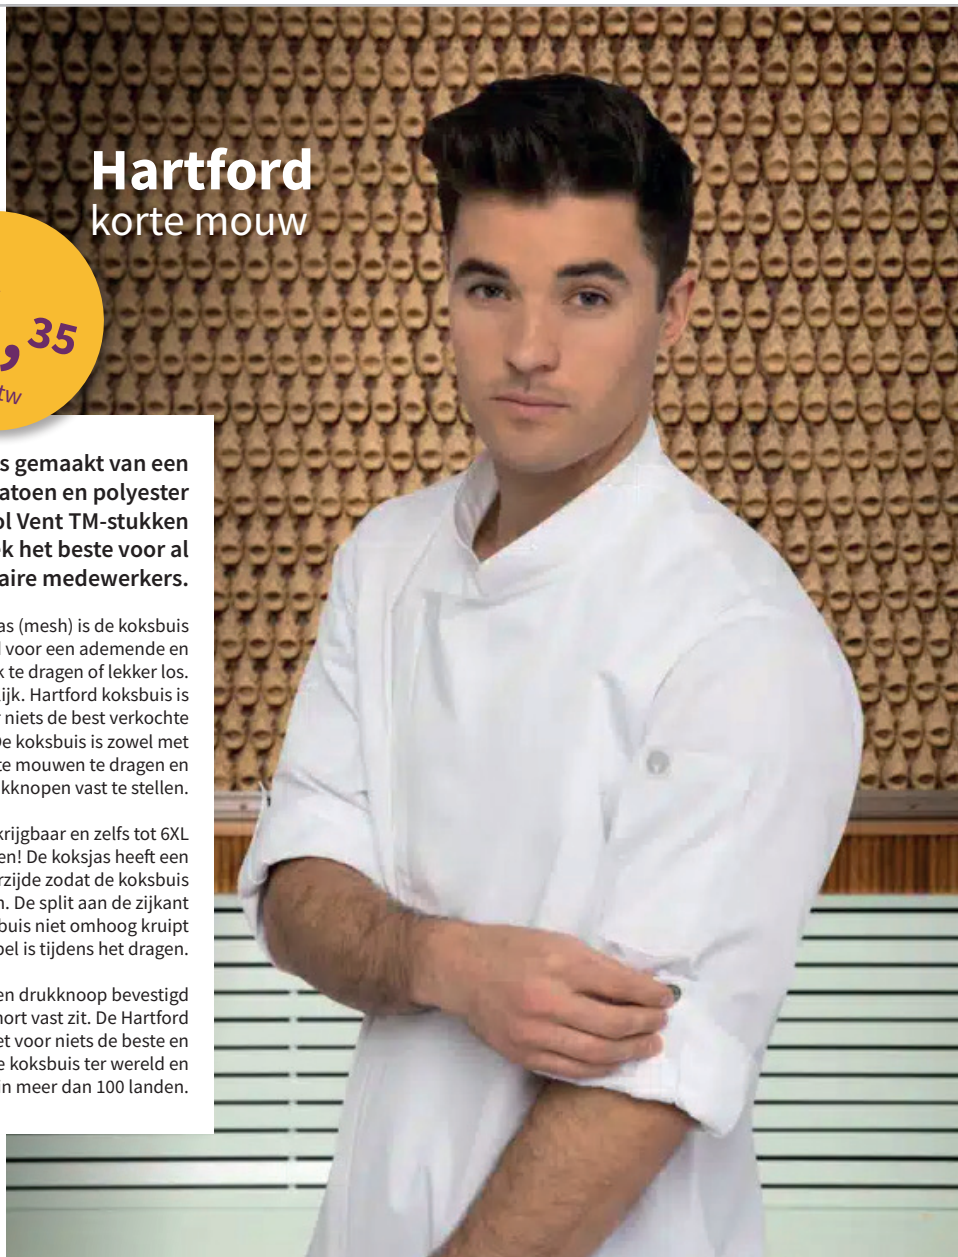 Hartford
korte mouw
, 35
s gemaakt van een
atoen en polyester
ol Vent TM-stukken
ek het beste voor al
aire medewerkers.
as (mesh) is de koksbuis
voor een ademende en
k te dragen of lekker los.
ijk. Hartford koksbuis is
niets de best verkochte
De koksbuis is zowel met
te mouwen te dragen en
kknopen vast te stellen.
krijgbaar en zelfs tot 6XL
en! De koksjas heeft een
rzijde zodat de koksbuis
n. De split aan de zijkant
buis niet omhoog kruipt
pel is tijdens het dragen.
en drukknoop bevestigd
hort vast zit. De Hartford
et voor niets de beste en
e koksbuis ter wereld en
in meer dan 100 landen.